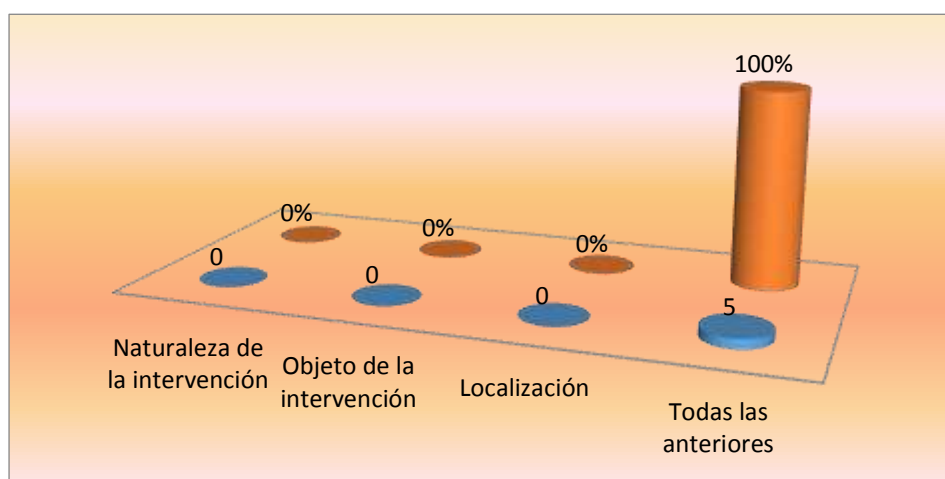 100%
0%
0%
0%
0
0
0
5
Naturaleza de
la intervención
Objeto de la
intervención
Localización
Todas las
anteriores